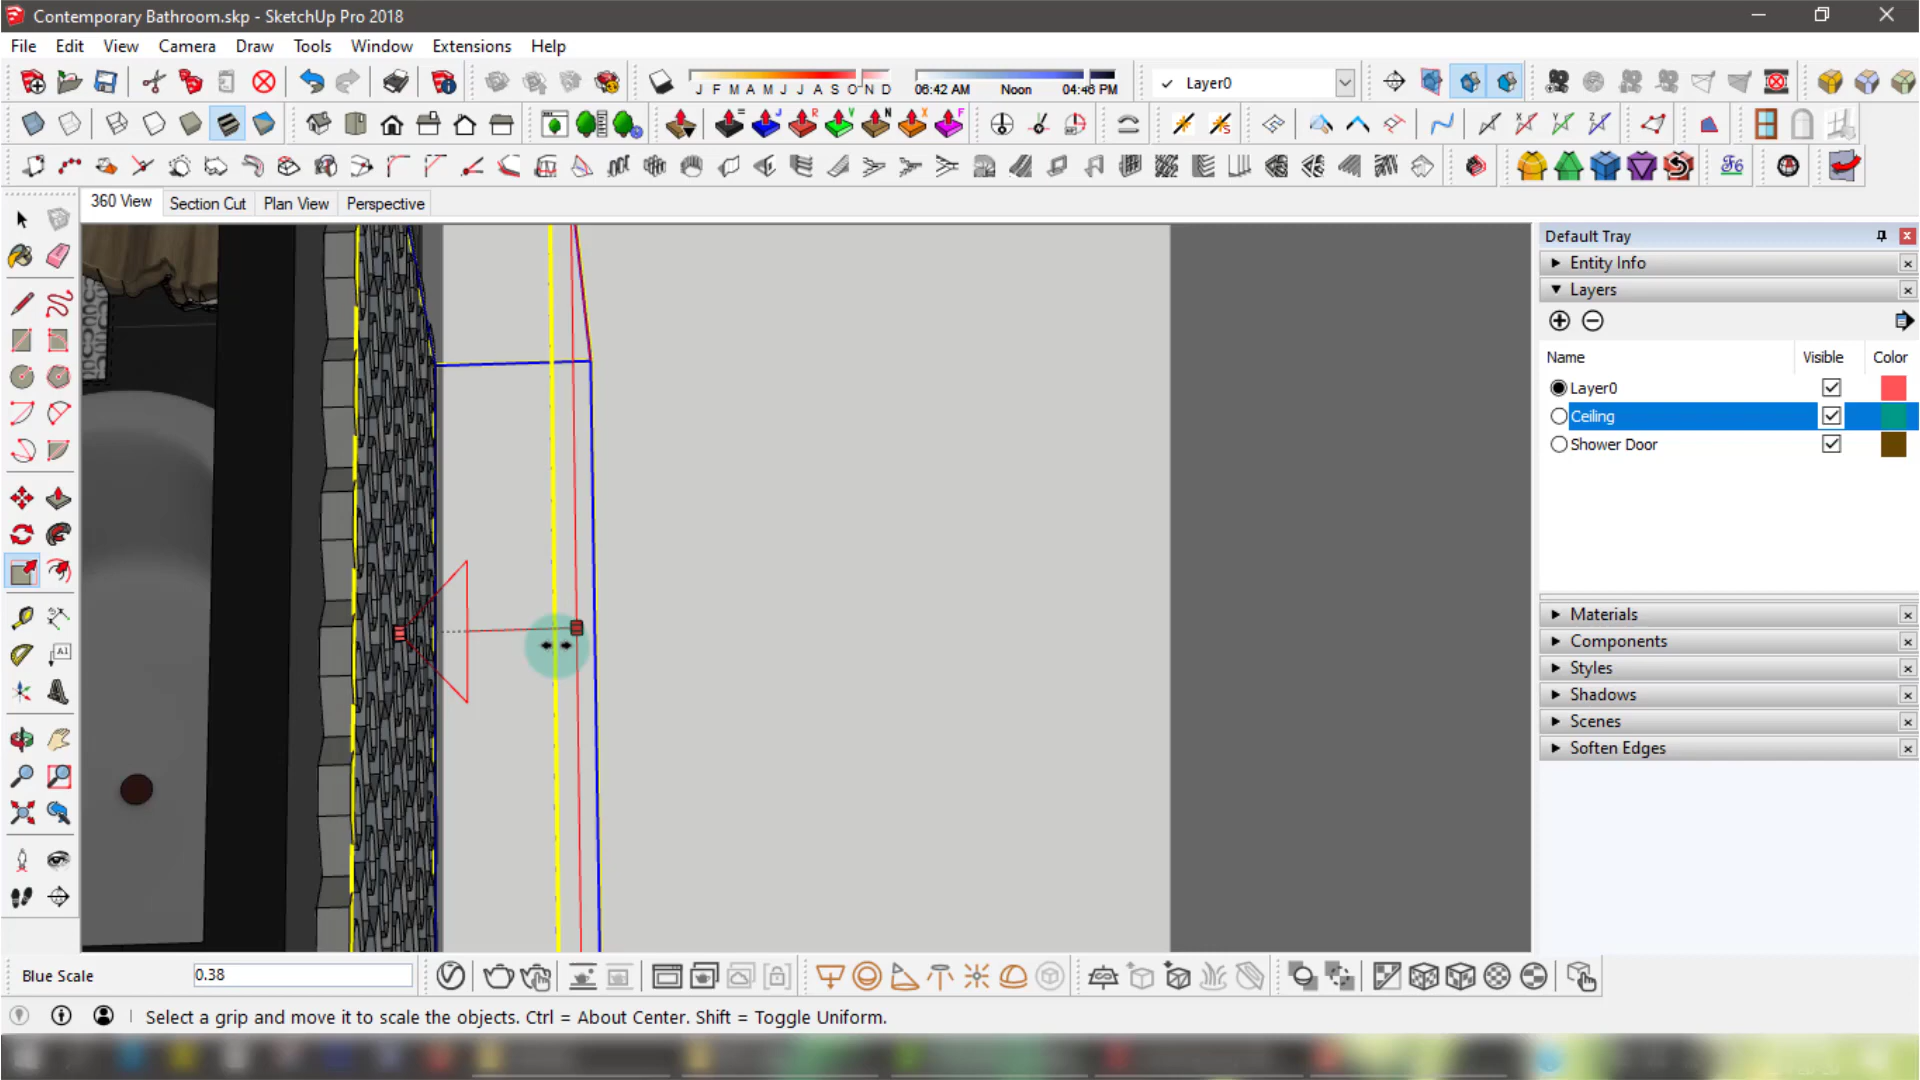 Contemporary Bathroom.skp - SketchUp Pro 2018
File Edit View Camera Draw Tools Window Extensions Help
J F M A M J J A S O N D 06:42 AM Noon 04:46 PM Layer0
360 View Section Cut Plan View Perspective
Default Tray
Entity Info
Layers
Name Visible Color
Layer0
Ceiling
Shower Door
Materials
Components
Styles
Shadows
Scenes
Soften Edges
Blue Scale 0.38
Select a grip and move it to scale the objects. Ctrl = About Center. Shift = Toggle Uniform.